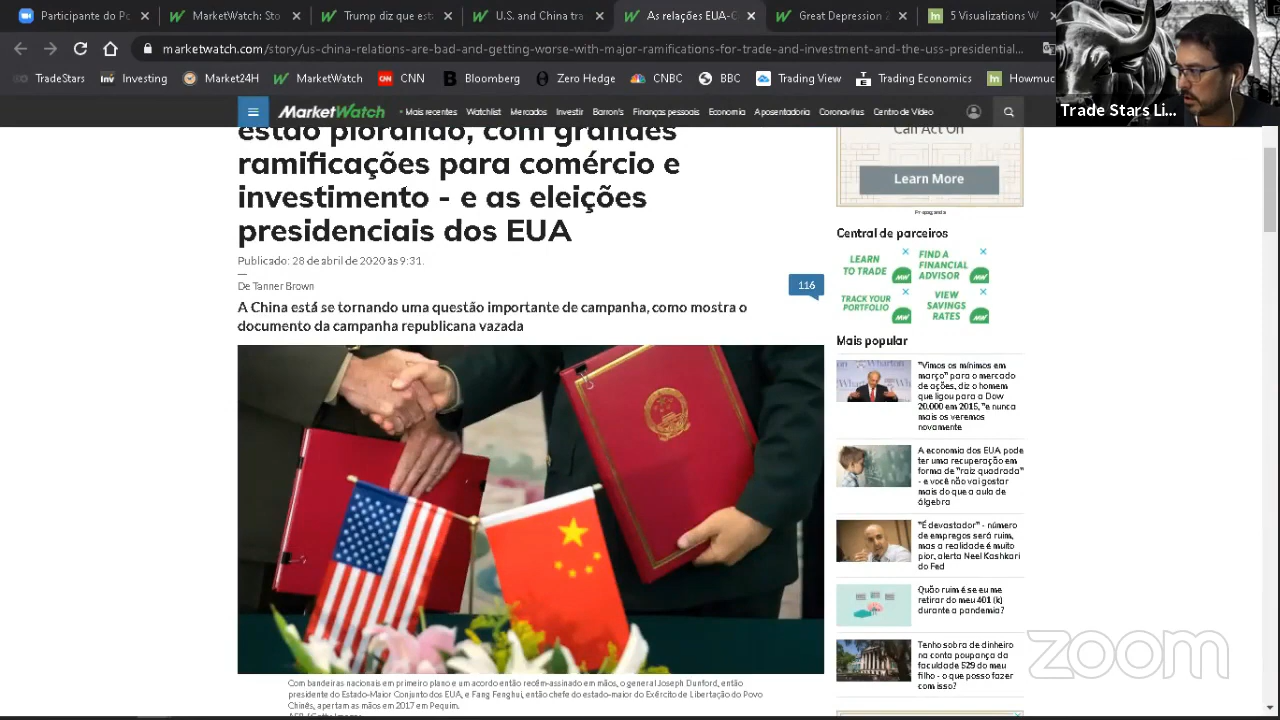 Participante do Pc
MarketWatch: Sto
Trump diz que está
U.S. and China tra
As relações EUA-C
Great Depression 2
5 Visualizations W
marketwatch.com/story/us-china-relations-are-bad-and-getting-worse-with-major-ramifications-for-trade-and-investment-and-the-uss-presidential...
TradeStars
Investing
Market24H
MarketWatch
CNN
Bloomberg
Zero Hedge
CNBC
BBC
Trading View
Trading Economics
Howmuc
Trade Stars Li...
MarketWatch
Mais recentes
Watchlist
Mercados
Investir
Barron's
Finanças pessoais
Economia
Aposentadoria
Coronavírus
Centro de Vídeo
estão piorando, com grandes
ramificações para comércio e
investimento - e as eleições
presidenciais dos EUA
Publicado: 28 de abril de 2020 às 9:31.
De Tanner Brown
116
A China está se tornando uma questão importante de campanha, como mostra o
documento da campanha republicana vazada
Com bandeiras nacionais em primeiro plano e um acordo então recém-assinado em mãos, o general Joseph Dunford, então
presidente do Estado-Maior Conjunto dos EUA, e Fang Fenghui, então chefe do estado-maior do Exército de Libertação do Povo
Chinês, apertam as mãos em 2017 em Pequim.
Can Act On
Learn More
Propaganda
Central de parceiros
LEARN
TO TRADE
FIND A
FINANCIAL
ADVISOR
TRACK YOUR
PORTFOLIO
VIEW
SAVINGS
RATES
Mais popular
"Vimos os mínimos em
março" para o mercado
de ações, diz o homem
que ligou para a Dow
20.000 em 2015, "e nunca
mais os veremos
novamente
A economia dos EUA pode
ter uma recuperação em
forma de "raiz quadrada"
- e você não vai gostar
mais do que a aula de
álgebra
"É devastador" - número
de empregos será ruim,
mas a realidade é muito
pior, alerta Neel Kashkari
do Fed
Quão ruim é se eu me
retirar do meu 401 (k)
durante a pandemia?
Tenho sobra de dinheiro
na conta poupança da
faculdade 529 do meu
filho - o que posso fazer
com isso?
zoom